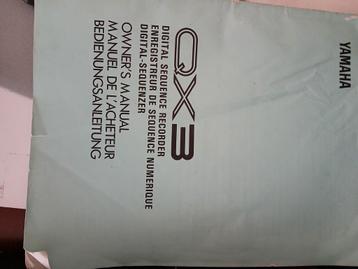 YAMAHA
QX3
DIGITAL SEQUENCE RECORDER
ENREGISTREUR DE SEQUENCE NUMERIQUE
DIGITAL-SEQUENZER
OWNER'S MANUAL
MANUEL DE L'ACHETEUR
BEDIENUNGSANLEITUNG